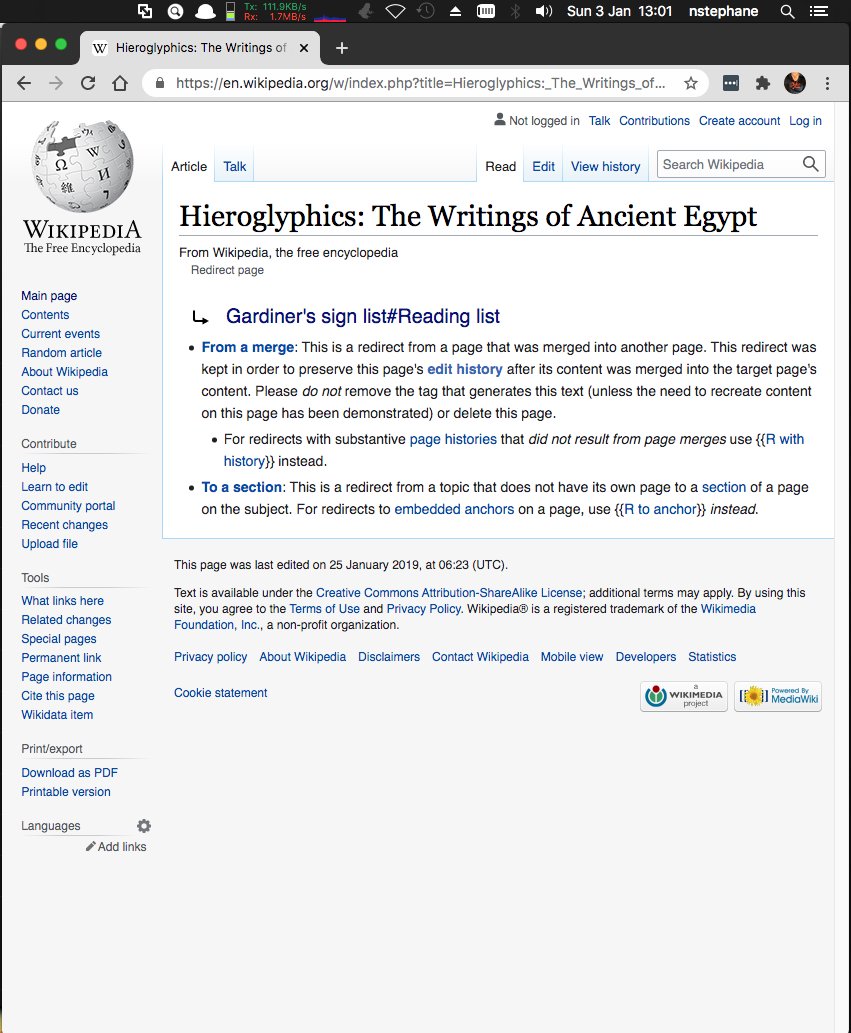 Tx: 111.9KB/s
Rx: 1.7MB/s
Sun 3 Jan 13:01 nstephane
Hieroglyphics: The Writings of
https://en.wikipedia.org/w/index.php?title=Hieroglyphics:_The_Writings_of...
Not logged in Talk Contributions Create account Log in
Article Talk Read Edit View history Search Wikipedia
WIKIPEDIA
The Free Encyclopedia
Hieroglyphics: The Writings of Ancient Egypt
From Wikipedia, the free encyclopedia
Redirect page
Gardiner's sign list#Reading list
• From a merge: This is a redirect from a page that was merged into another page. This redirect was
kept in order to preserve this page's edit history after its content was merged into the target page's
content. Please do not remove the tag that generates this text (unless the need to recreate content
on this page has been demonstrated) or delete this page.
• For redirects with substantive page histories that did not result from page merges use {{R with
history}} instead.
• To a section: This is a redirect from a topic that does not have its own page to a section of a page
on the subject. For redirects to embedded anchors on a page, use {{R to anchor}} instead.
Main page
Contents
Current events
Random article
About Wikipedia
Contact us
Donate
Contribute
Help
Learn to edit
Community portal
Recent changes
Upload file
Tools
What links here
Related changes
Special pages
Permanent link
Page information
Cite this page
Wikidata item
Print/export
Download as PDF
Printable version
Languages
Add links
This page was last edited on 25 January 2019, at 06:23 (UTC).
Text is available under the Creative Commons Attribution-ShareAlike License; additional terms may apply. By using this
site, you agree to the Terms of Use and Privacy Policy. Wikipedia® is a registered trademark of the Wikimedia
Foundation, Inc., a non-profit organization.
Privacy policy About Wikipedia Disclaimers Contact Wikipedia Mobile view Developers Statistics
Cookie statement
a
WIKIMEDIA
project
Powered By
MediaWiki